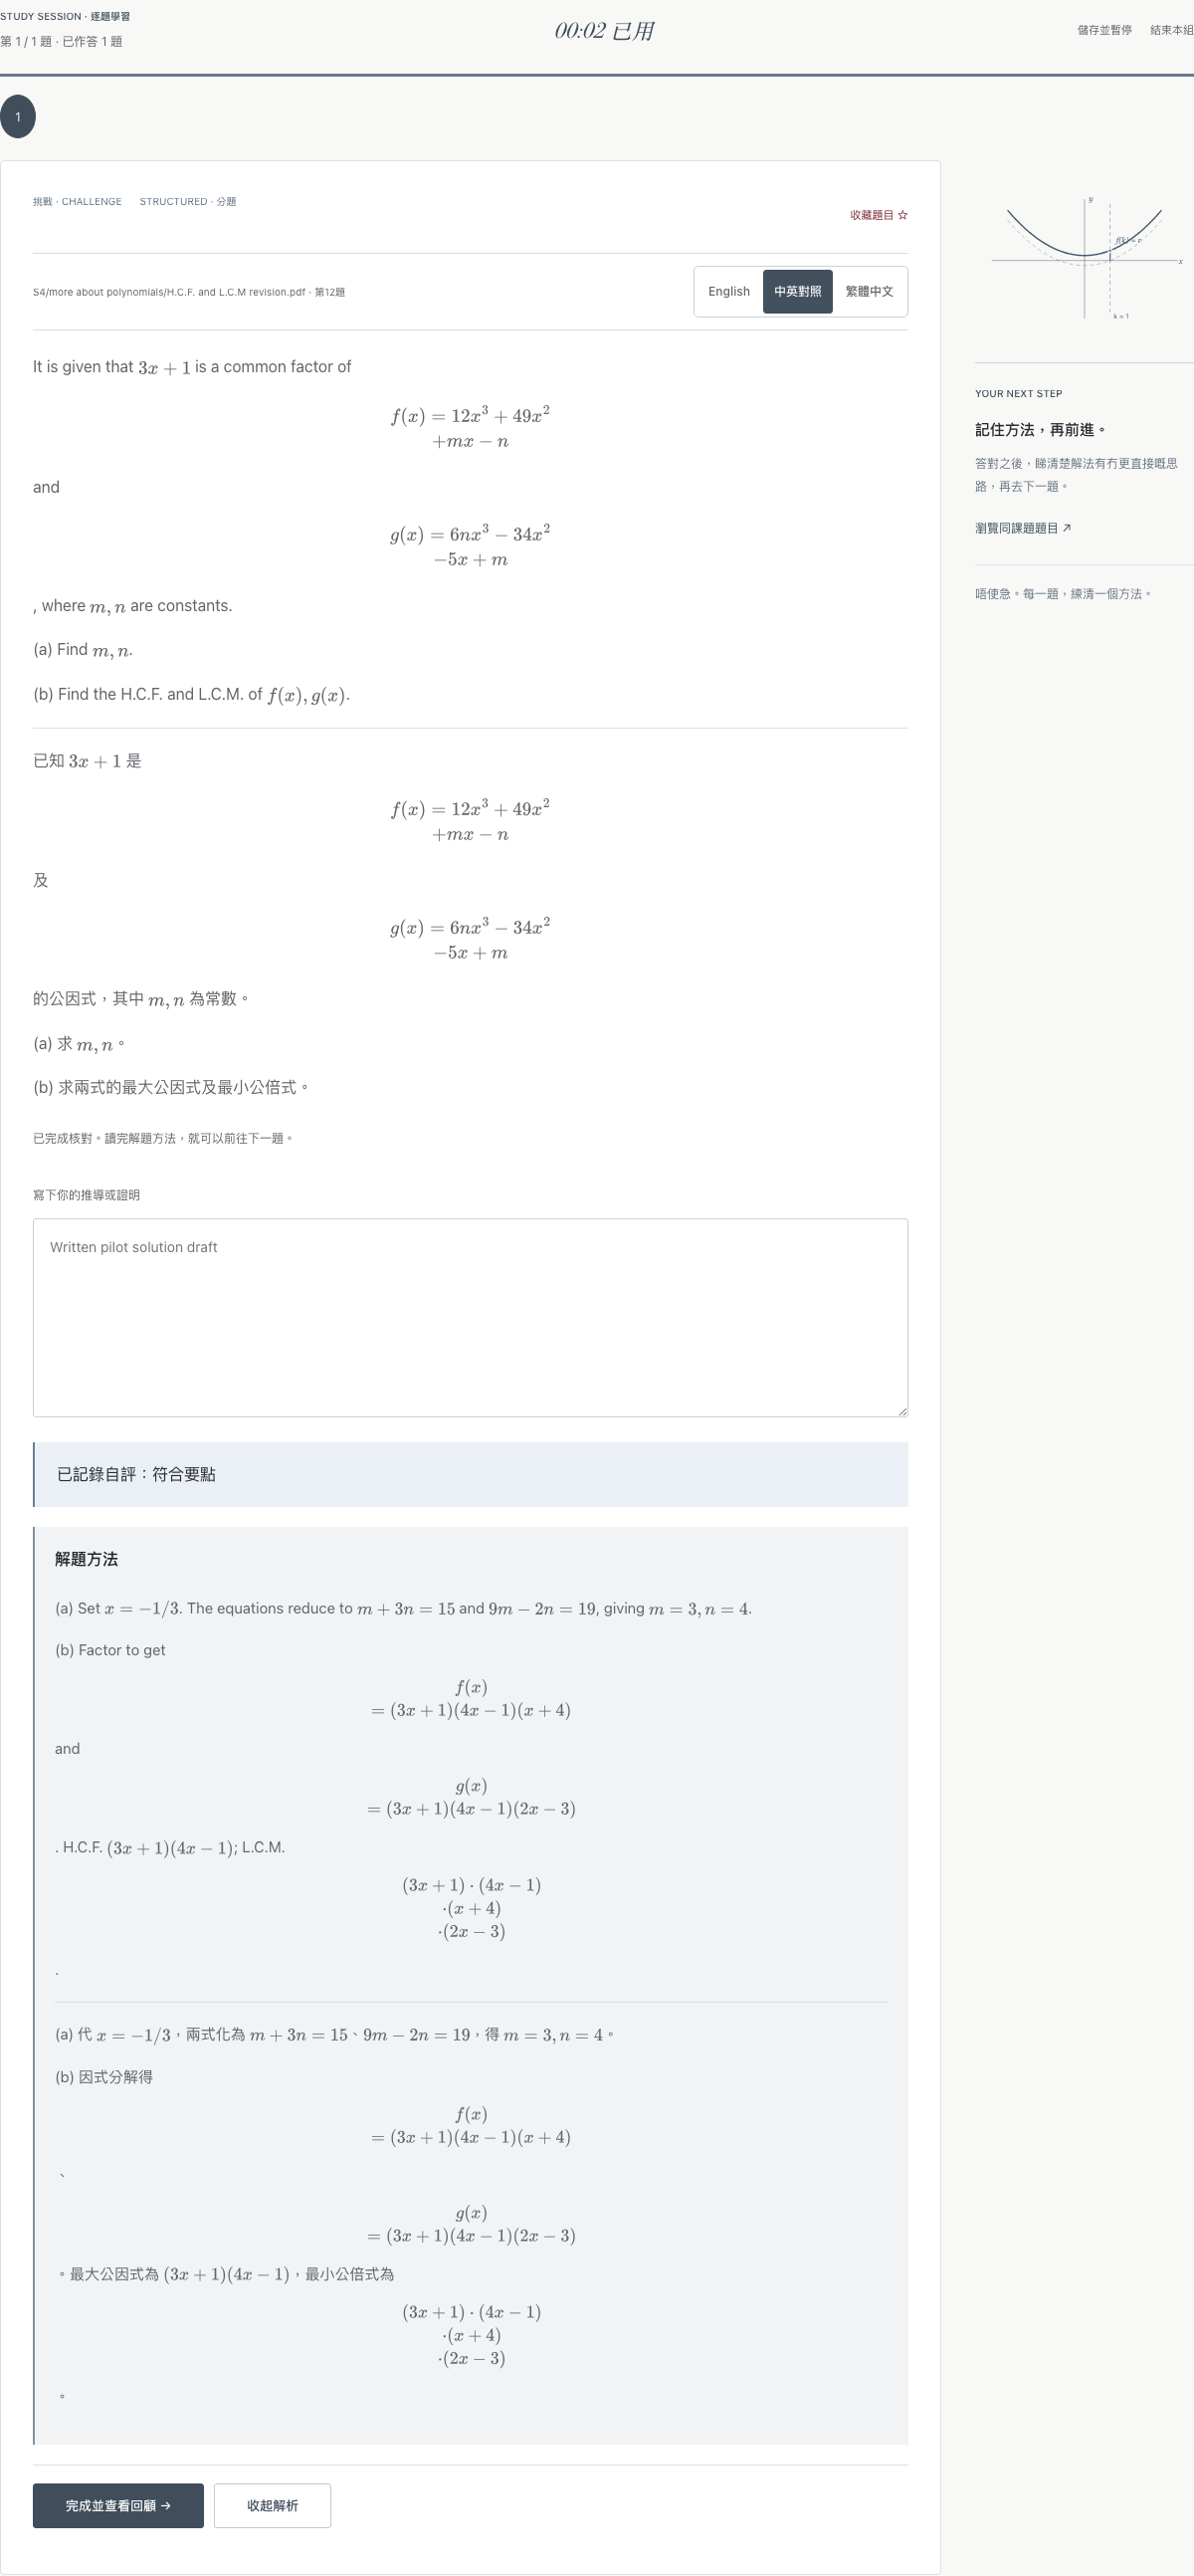 STUDY SESSION · 逐題學習
第 1 / 1 題 · 已作答 1 題
00:02 已用
儲存並暫停 結束本組
1
挑戰 · CHALLENGE STRUCTURED · 分題
收藏題目 ☆
S4/more about polynomials/H.C.F. and L.C.M revision.pdf · 第12題
English 中英對照 繁體中文
It is given that 3x + 1 is a common factor of
f(x) = 12x³ + 49x²
+mx − n
and
g(x) = 6nx³ − 34x²
−5x + m
, where m, n are constants.
(a) Find m, n.
(b) Find the H.C.F. and L.C.M. of f(x), g(x).
已知 3x + 1 是
f(x) = 12x³ + 49x²
+mx − n
及
g(x) = 6nx³ − 34x²
−5x + m
的公因式，其中 m, n 為常數。
(a) 求 m, n。
(b) 求兩式的最大公因式及最小公倍式。
已完成核對。讀完解題方法，就可以前往下一題。
寫下你的推導或證明
Written pilot solution draft
已記錄自評：符合要點
解題方法
(a) Set x = −1/3. The equations reduce to m + 3n = 15 and 9m − 2n = 19, giving m = 3, n = 4.
(b) Factor to get
f(x)
= (3x + 1)(4x − 1)(x + 4)
and
g(x)
= (3x + 1)(4x − 1)(2x − 3)
. H.C.F. (3x + 1)(4x − 1); L.C.M.
(3x + 1) · (4x − 1)
·(x + 4)
·(2x − 3)
.
(a) 代 x = −1/3，兩式化為 m + 3n = 15、9m − 2n = 19，得 m = 3, n = 4。
(b) 因式分解得
f(x)
= (3x + 1)(4x − 1)(x + 4)
、
g(x)
= (3x + 1)(4x − 1)(2x − 3)
。最大公因式為 (3x + 1)(4x − 1)，最小公倍式為
(3x + 1) · (4x − 1)
·(x + 4)
·(2x − 3)
。
完成並查看回顧 → 收起解析
y
f(k) = r
x
k = 1
YOUR NEXT STEP
記住方法，再前進。
答對之後，睇清楚解法有冇更直接嘅思
路，再去下一題。
瀏覽同課題題目 ↗
唔使急。每一題，練清一個方法。